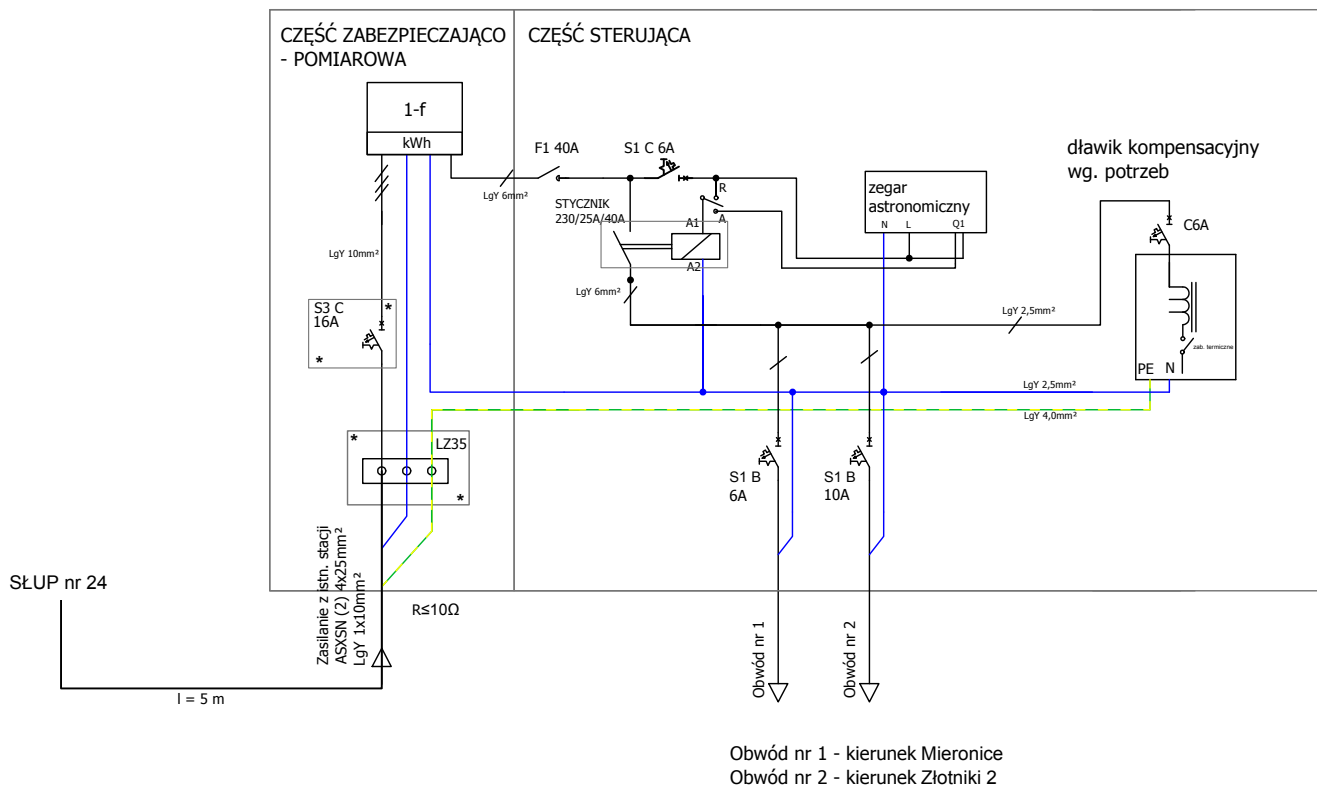 CZĘŚĆ ZABEZPIECZAJĄCO
- POMIAROWA
CZĘŚĆ STERUJĄCA
1-f
kWh
F1 40A
S1 C 6A
LgY 6mm²
STYCZNIK
230/25A/40A
R
A
A1
A2
zegar
astronomiczny
N L Q1
dławik kompensacyjny
wg. potrzeb
C6A
LgY 10mm²
LgY 6mm²
LgY 2,5mm²
S3 C
16A
*
*
zab. termiczne
PE N
LgY 2,5mm²
LgY 4,0mm²
*
LZ35
*
S1 B
6A
S1 B
10A
Zasilanie z istn. stacji
ASXSN (2) 4x25mm²
LgY 1x10mm²
R≤10Ω
SŁUP nr 24
l = 5 m
Obwód nr 1
Obwód nr 2
Obwód nr 1 - kierunek Mieronice
Obwód nr 2 - kierunek Złotniki 2